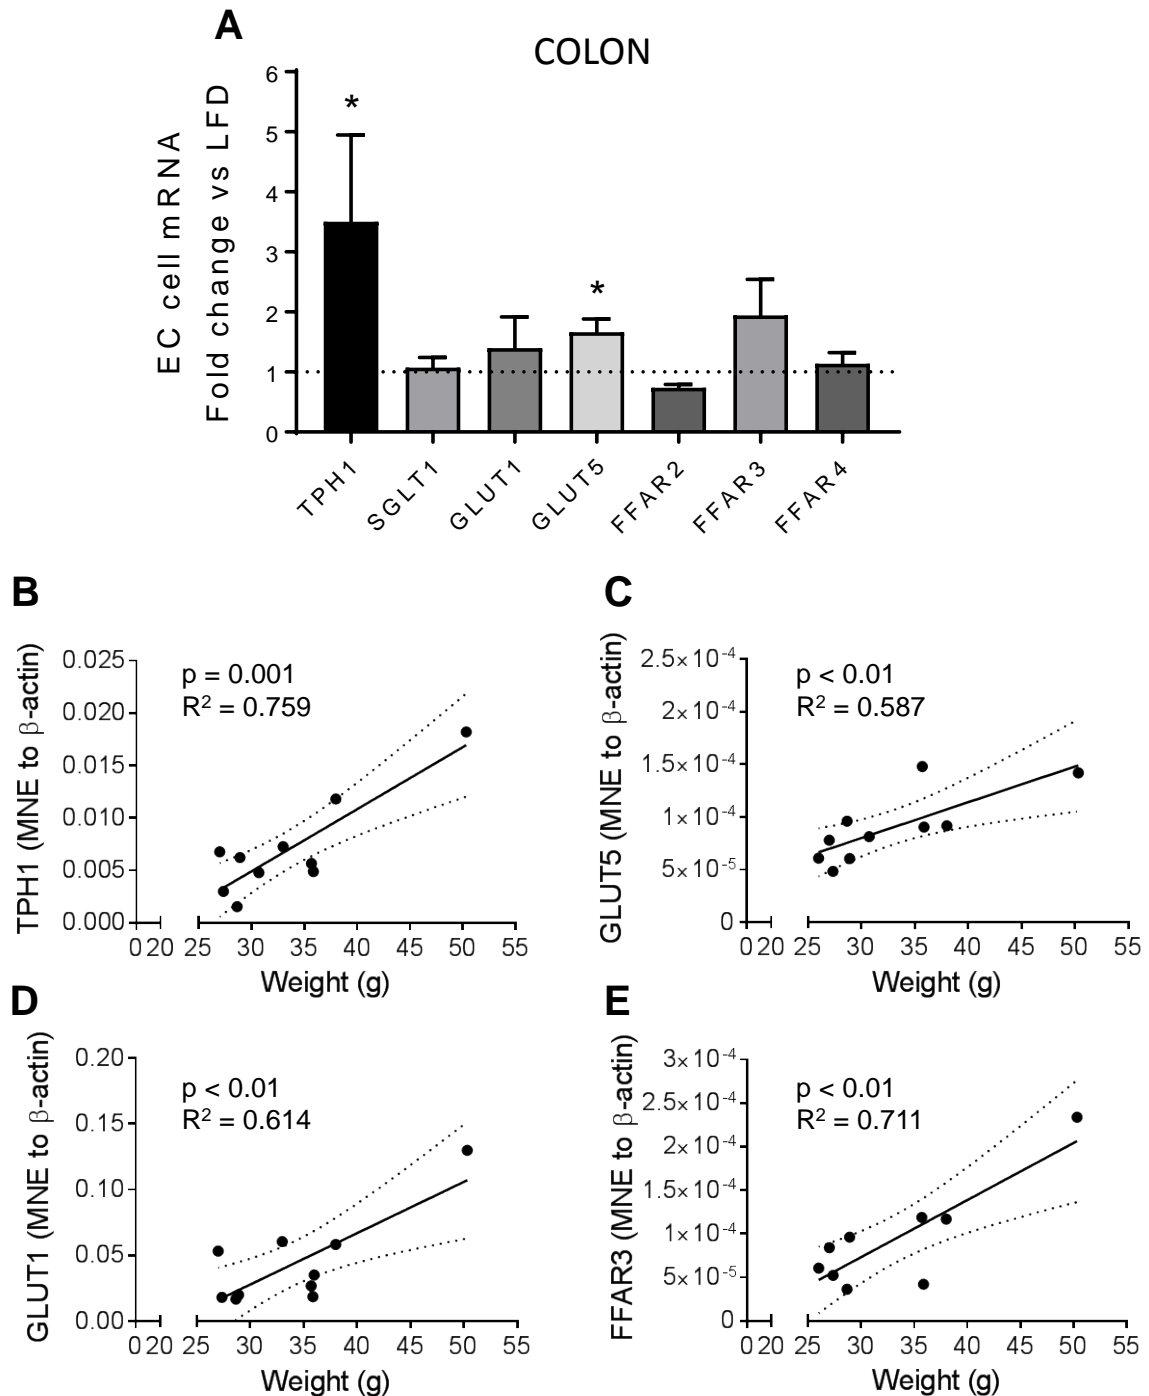 A
COLON
EC cell mRNA
Fold change vs LFD
6
5
4
3
2
1
0
*
*
TPH1
SGLT1
GLUT1
GLUT5
FFAR2
FFAR3
FFAR4
B
TPH1 (MNE to β-actin)
0.025
0.020
0.015
0.010
0.005
0.000
p = 0.001
R² = 0.759
0 20 25 30 35 40 45 50 55
Weight (g)
C
GLUT5 (MNE to β-actin)
2.5×10⁻⁴
2×10⁻⁴
1.5×10⁻⁴
1×10⁻⁴
5×10⁻⁵
0
p < 0.01
R² = 0.587
0 20 25 30 35 40 45 50 55
Weight (g)
D
GLUT1 (MNE to β-actin)
0.20
0.15
0.10
0.05
0.00
p < 0.01
R² = 0.614
0 20 25 30 35 40 45 50 55
Weight (g)
E
FFAR3 (MNE to β-actin)
3×10⁻⁴
2.5×10⁻⁴
2×10⁻⁴
1.5×10⁻⁴
1×10⁻⁴
5×10⁻⁵
0
p < 0.01
R² = 0.711
0 20 25 30 35 40 45 50 55
Weight (g)